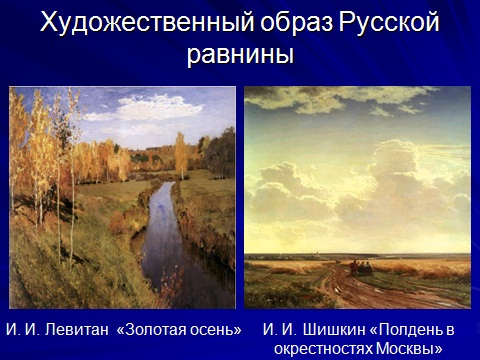 Художественный образ Русской
равнины
И. И. Левитан «Золотая осень»
И. И. Шишкин «Полдень в
окрестностях Москвы»